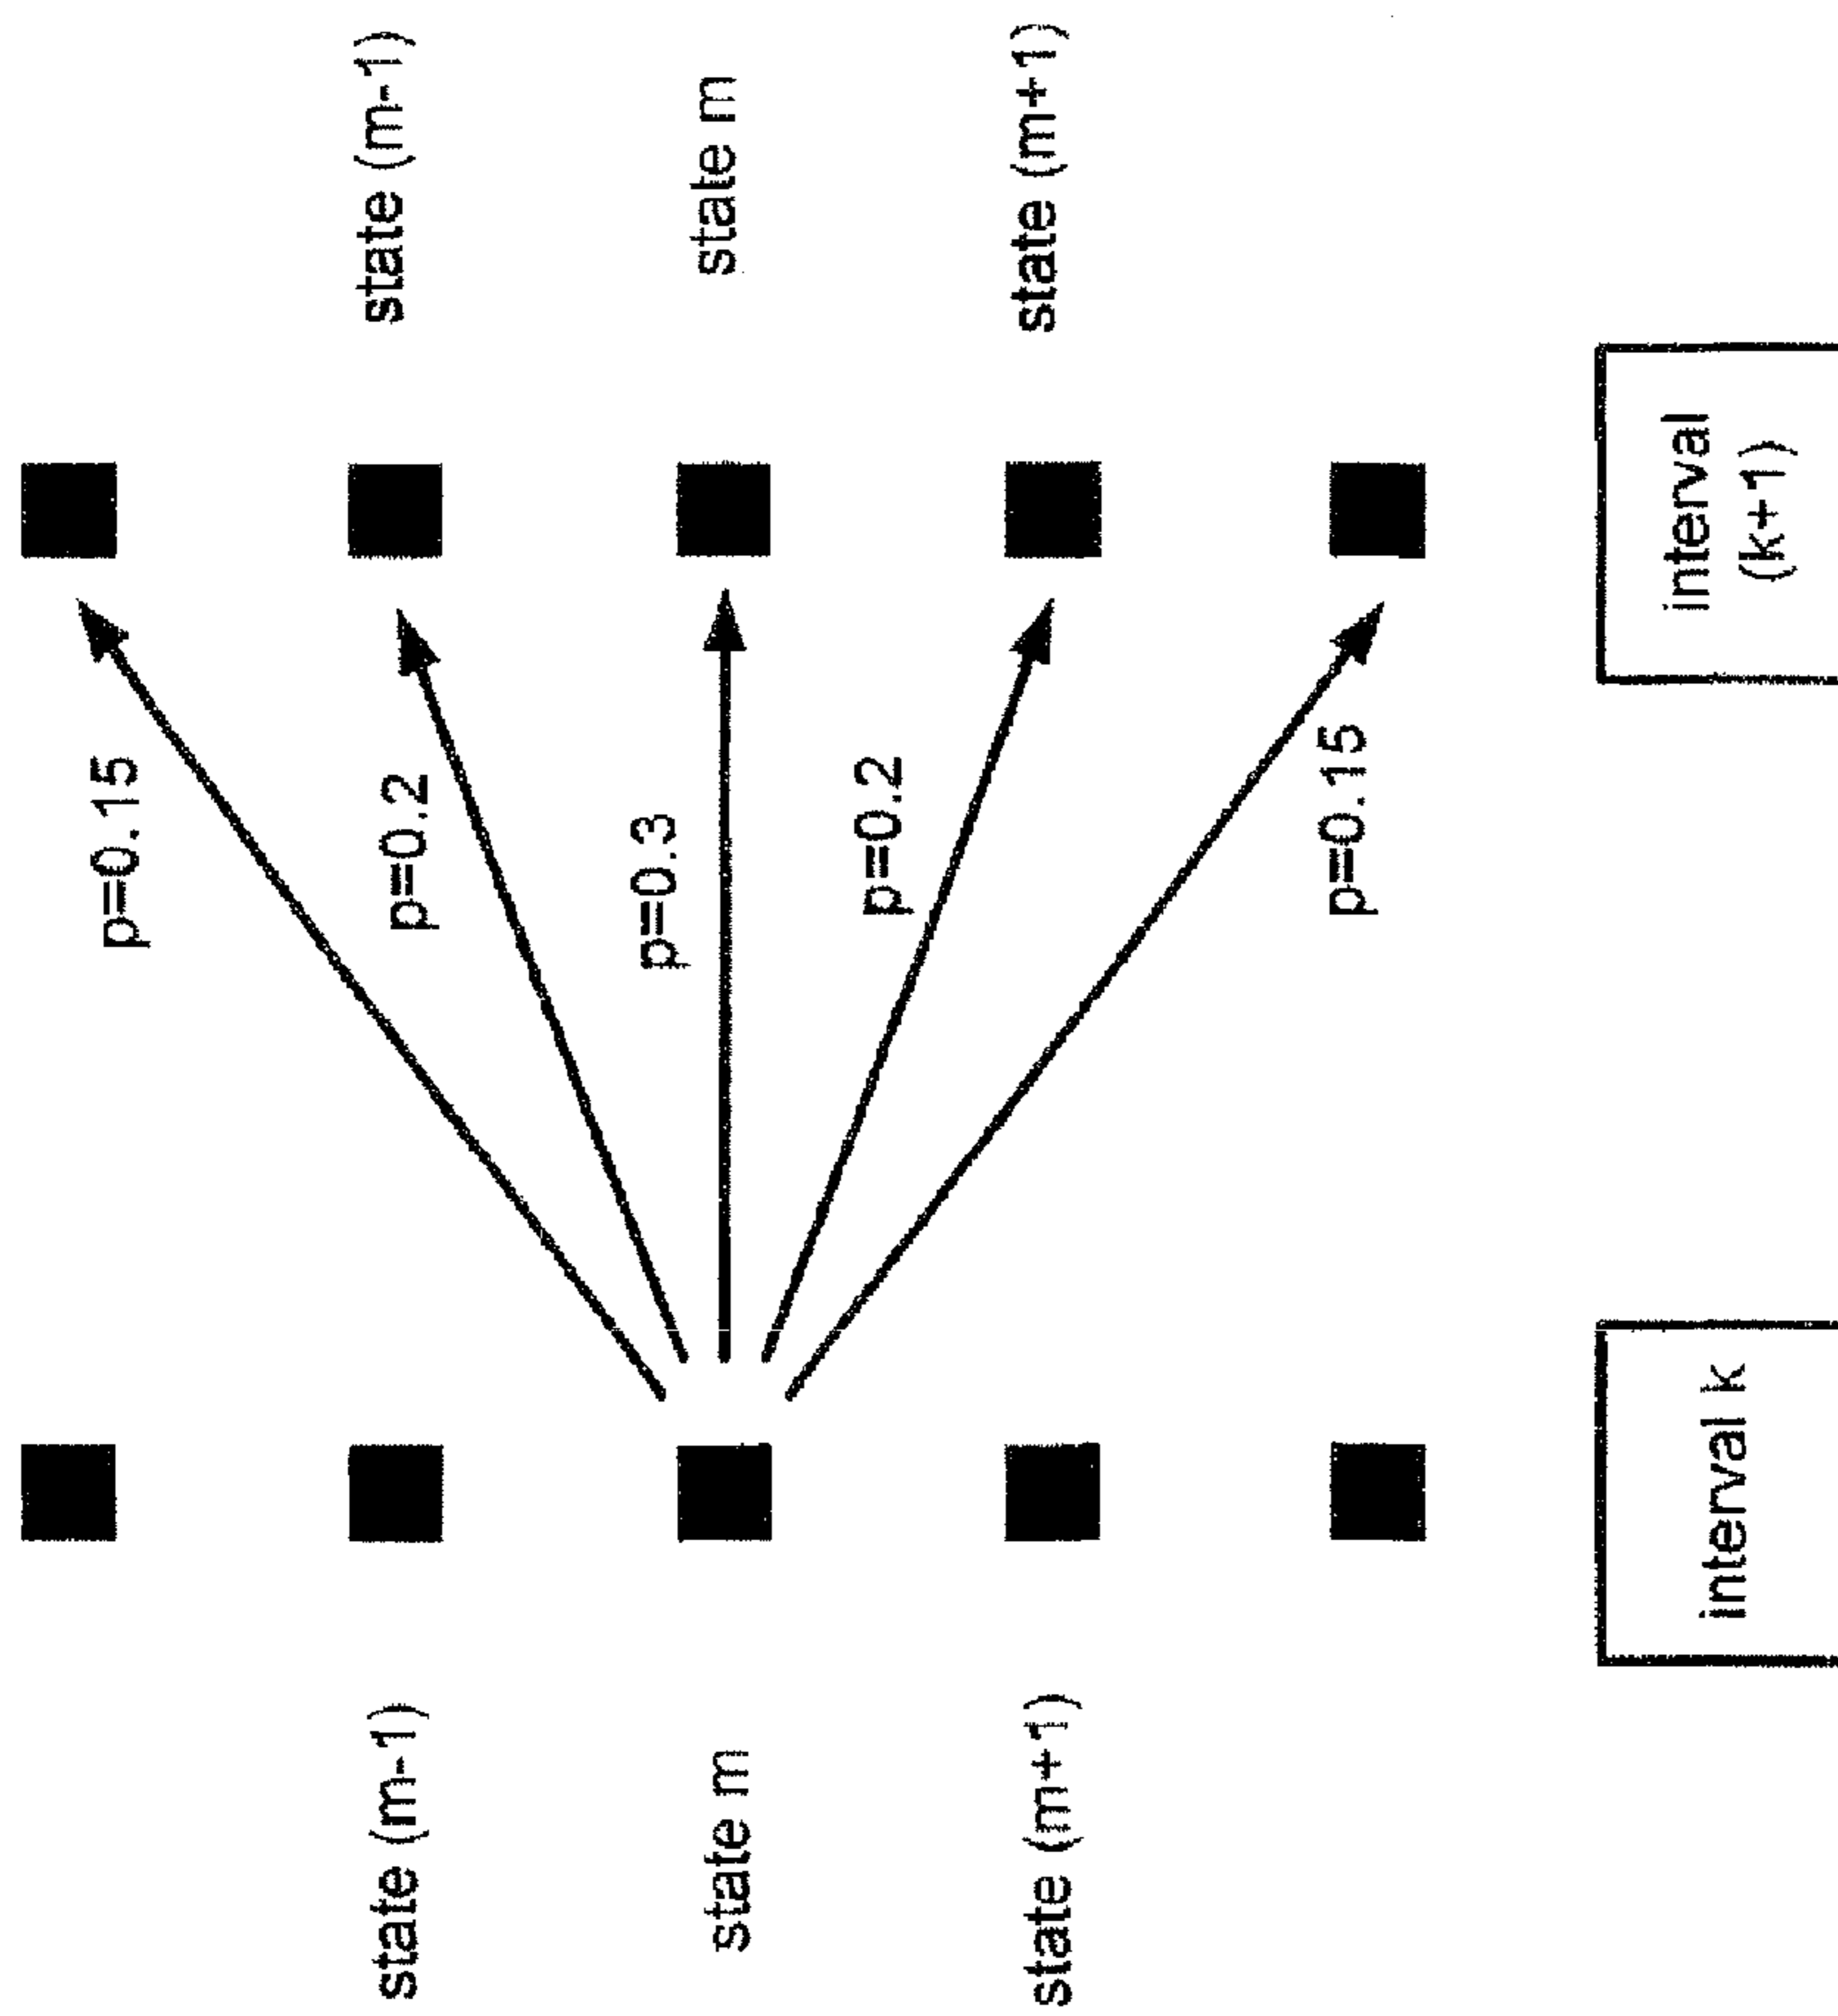 p=0.15
state (m-1)
p=0.2
state (m-1)
state m
p=0.3
state m
state (m+1)
p=0.2
state (m+1)
p=0.15
interval k
interval
(k+1)